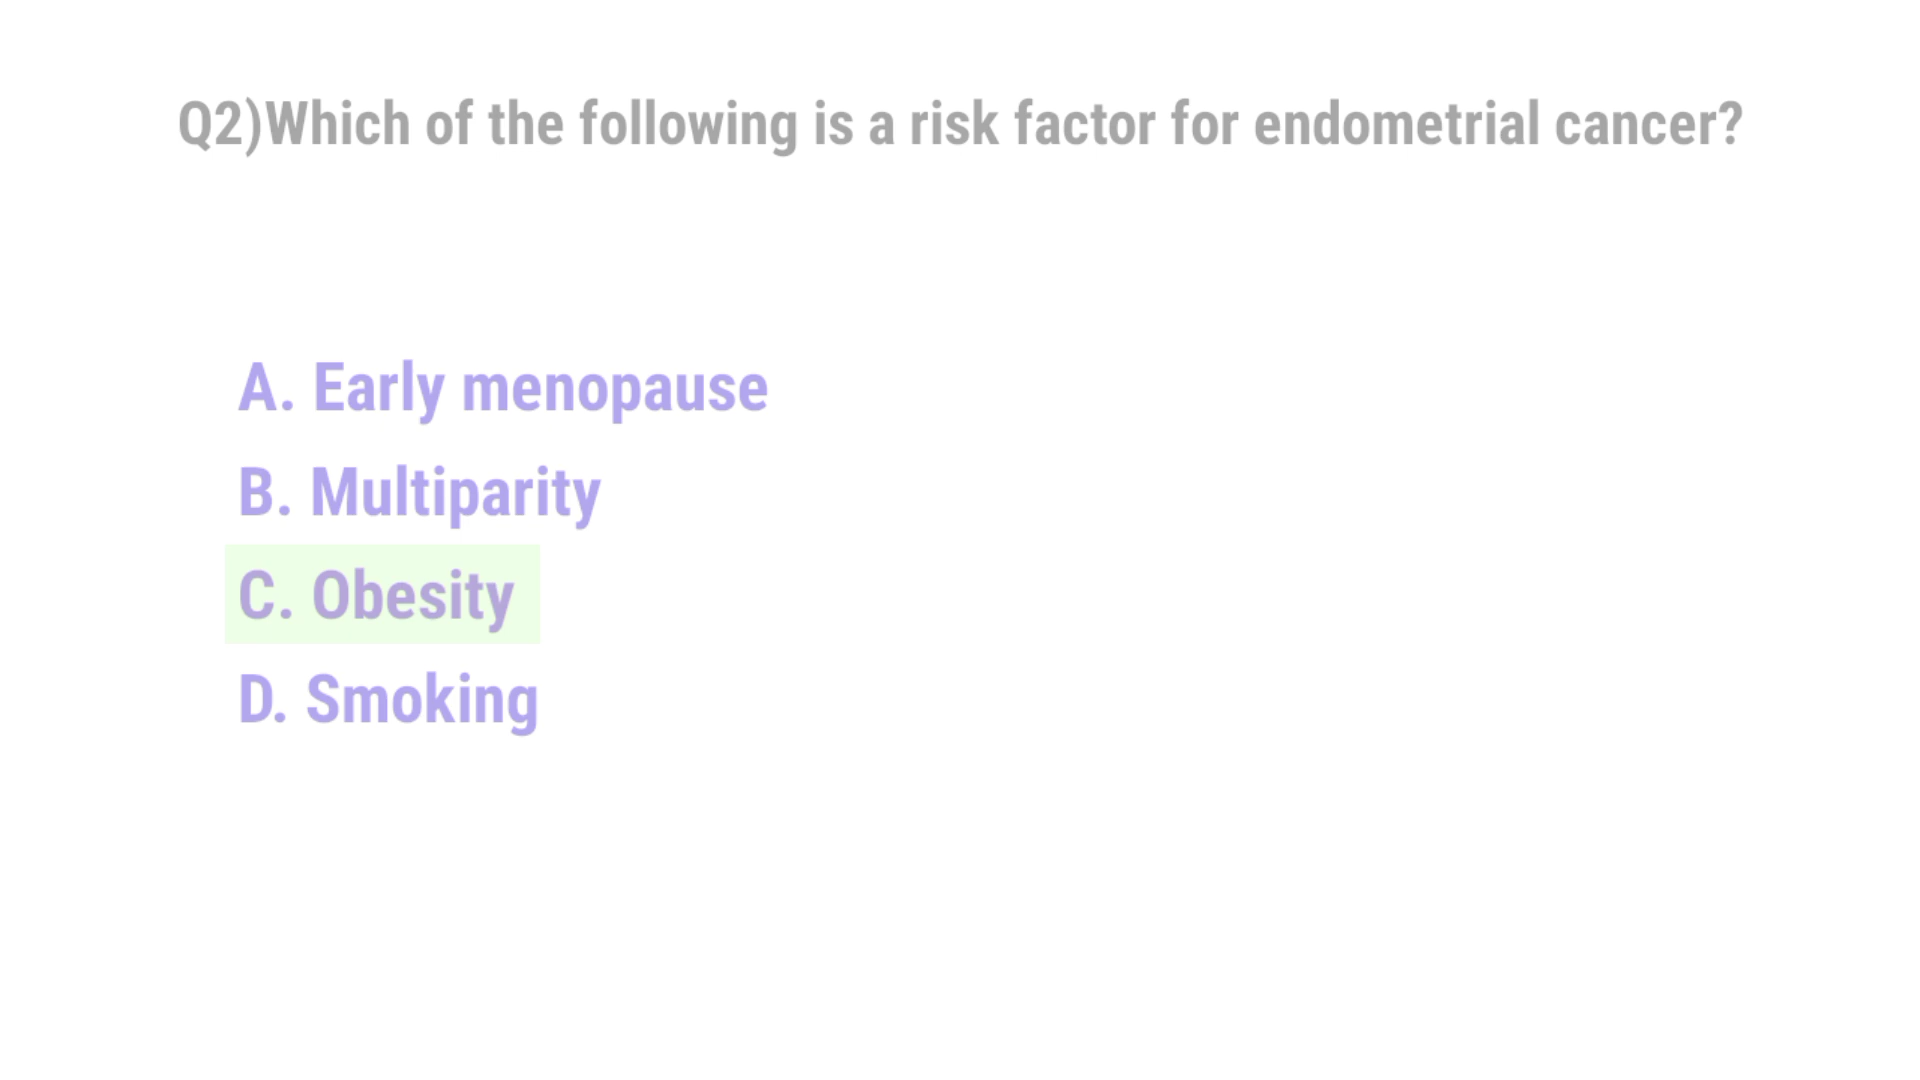 Q2)Which of the following is a risk factor for endometrial cancer?
A. Early menopause
B. Multiparity
C. Obesity
D. Smoking